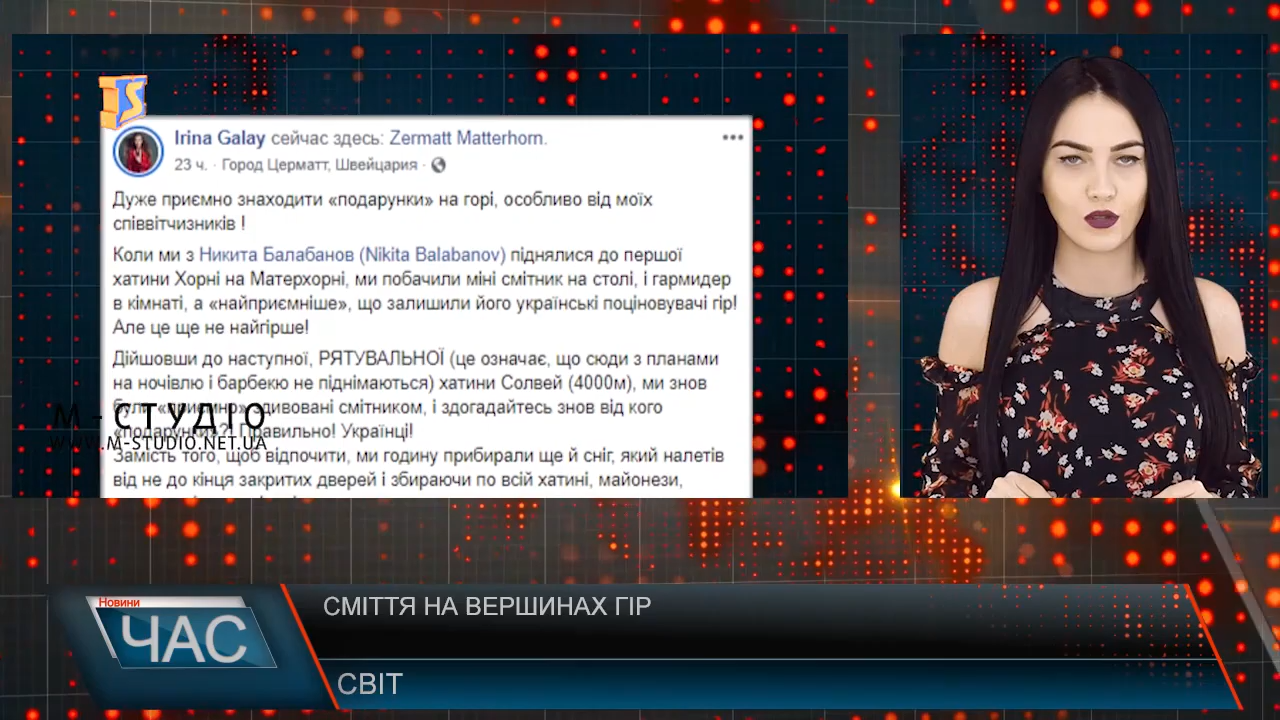 Irina Galay сейчас здесь: Zermatt Matterhorn.
23 ч. · Город Церматт, Швейцария ·
Дуже приємно знаходити «подарунки» на горі, особливо від моїх
співвітчизників !
Коли ми з Никита Балабанов (Nikita Balabanov) піднялися до першої
хатини Хорні на Матерхорні, ми побачили міні смітник на столі, і гармидер
в кімнаті, а «найприємніше», що залишили його українські поціновувачі гір!
Але це ще не найгірше!
Дійшовши до наступної, РЯТУВАЛЬНОЇ (це означає, що сюди з планами
на ночівлю і барбекю не піднімаються) хатини Солвей (4000м), ми знов
були «приємно» здивовані смітником, і здогадайтесь знов від кого
«подарунки»? Правильно! Українці!
Замість того, щоб відпочити, ми годину прибирали ще й сніг, який налетів
від не до кінця закритих дверей і збираючи по всій хатині, майонези,
М - СТУДІО
WWW.M-STUDIO.NET.UA
Новини
ЧАС
СМІТТЯ НА ВЕРШИНАХ ГІР
СВІТ